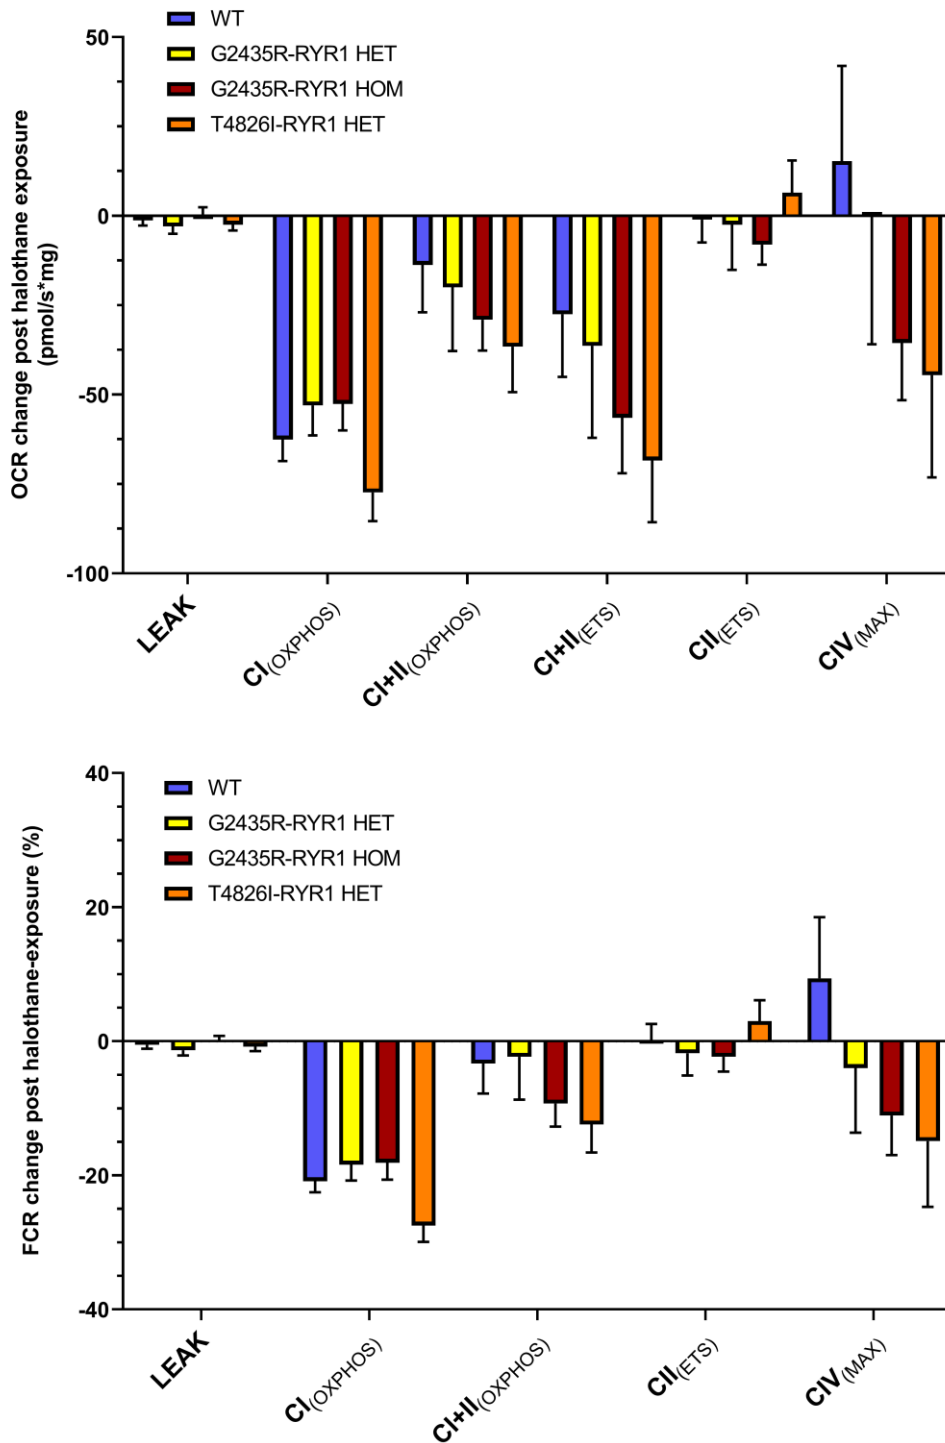 WT
G2435R-RYR1 HET
G2435R-RYR1 HOM
T4826I-RYR1 HET
OCR change post halothane exposure
(pmol/s*mg)
50
0
-50
-100
LEAK
CI(OXPHOS)
CI+II(OXPHOS)
CI+II(ETS)
CII(ETS)
CIV(MAX)
WT
G2435R-RYR1 HET
G2435R-RYR1 HOM
T4826I-RYR1 HET
FCR change post halothane-exposure (%)
40
20
0
-20
-40
LEAK
CI(OXPHOS)
CI+II(OXPHOS)
CII(ETS)
CIV(MAX)